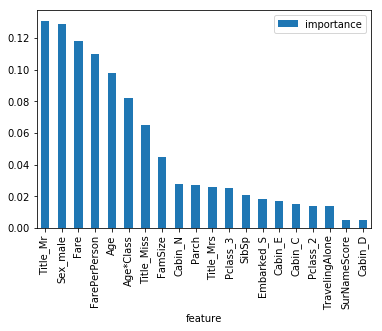 importance
0.12
0.10
0.08
0.06
0.04
0.02
0.00
Title_Mr
Sex_male
Fare
FarePerPerson
Age
Age*Class
Title_Miss
FamSize
Cabin_N
Parch
Title_Mrs
Pclass_3
SibSp
Embarked_S
Cabin_E
Cabin_C
Pclass_2
TravelingAlone
SurNameScore
Cabin_D
feature